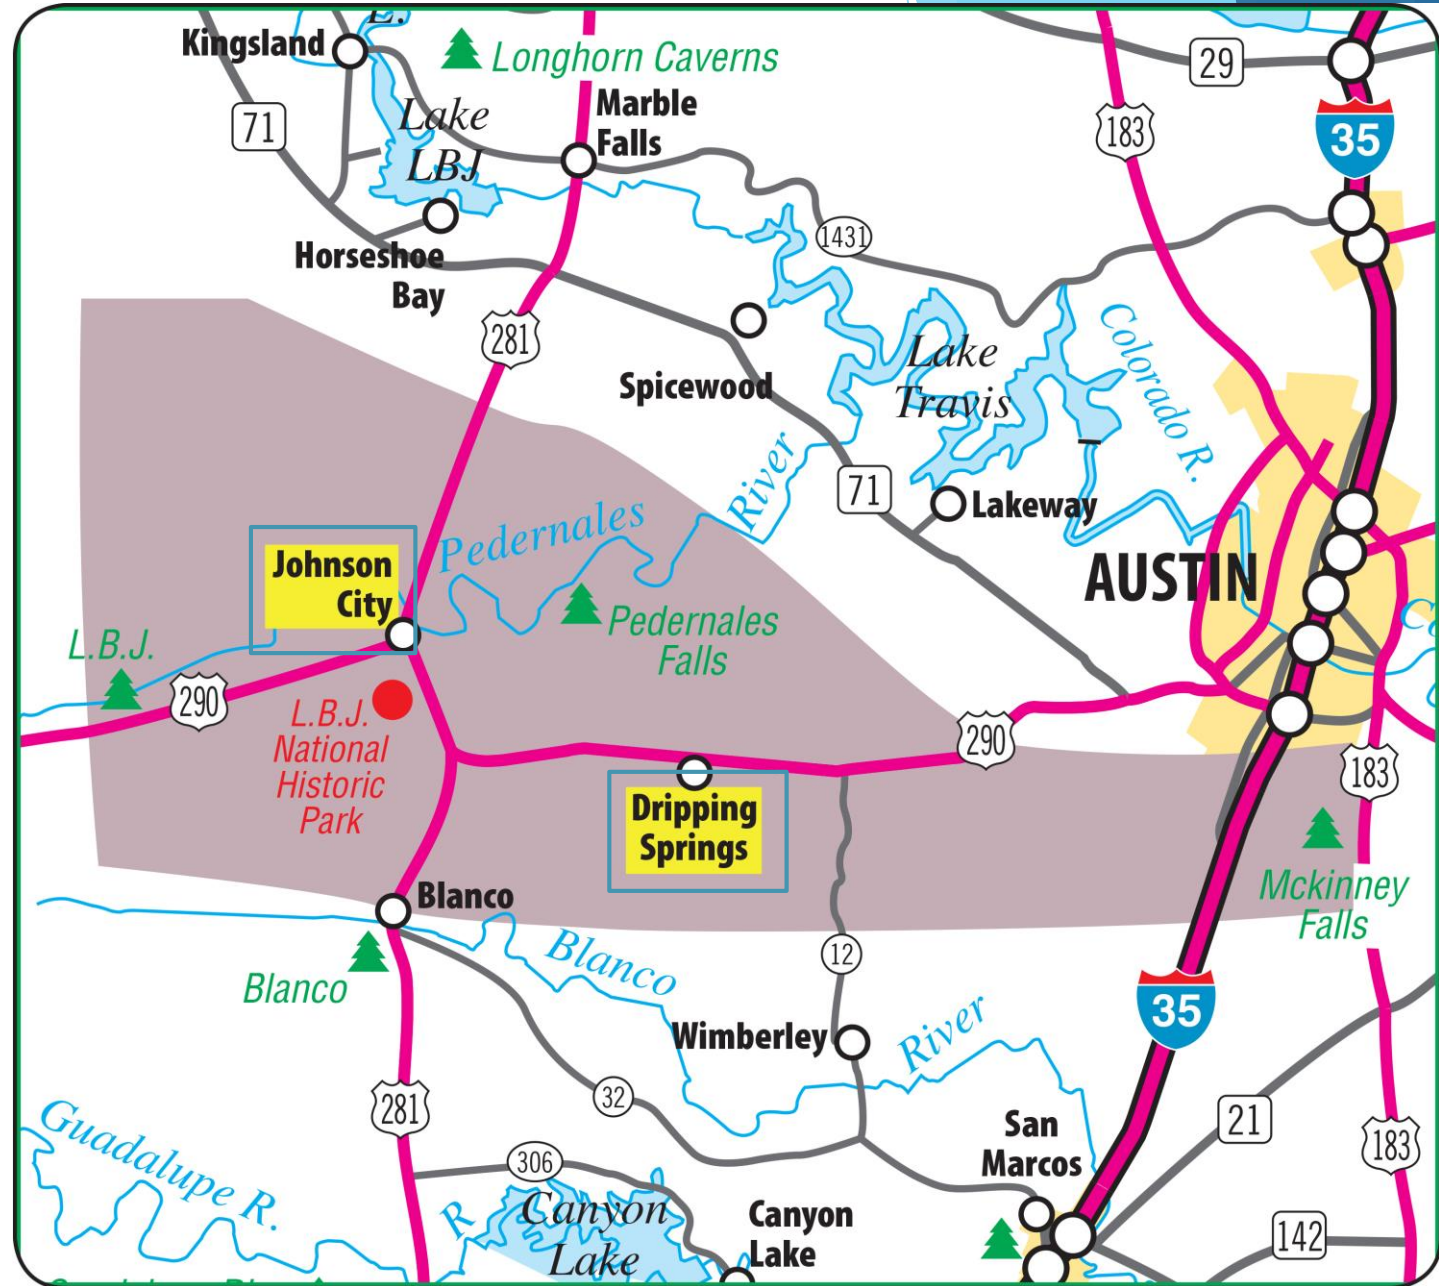 E.
Kingsland
Longhorn Caverns
29
71
Lake
LBJ
Marble
Falls
183
35
Horseshoe
Bay
1431
281
Spicewood
Lake
Travis
Colorado R.
71
Lakeway
River
Pedernales
AUSTIN
Johnson
City
L.B.J.
290
Pedernales
Falls
L.B.J.
National
Historic
Park
290
183
Dripping
Springs
Mckinney
Falls
Blanco
Blanco
Blanco
River
12
35
Wimberley
32
281
Guadalupe R.
San
Marcos
21
183
306
R
Canyon
Lake
Canyon
Lake
142